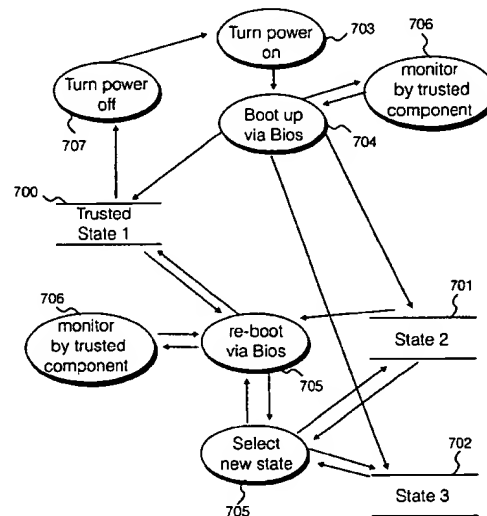 Turn power
on
703
706
Turn power
off
707
monitor
by trusted
component
Boot up
via Bios
704
700
Trusted
State 1
706
monitor
by trusted
component
re-boot
via Bios
705
701
State 2
Select
new state
705
702
State 3